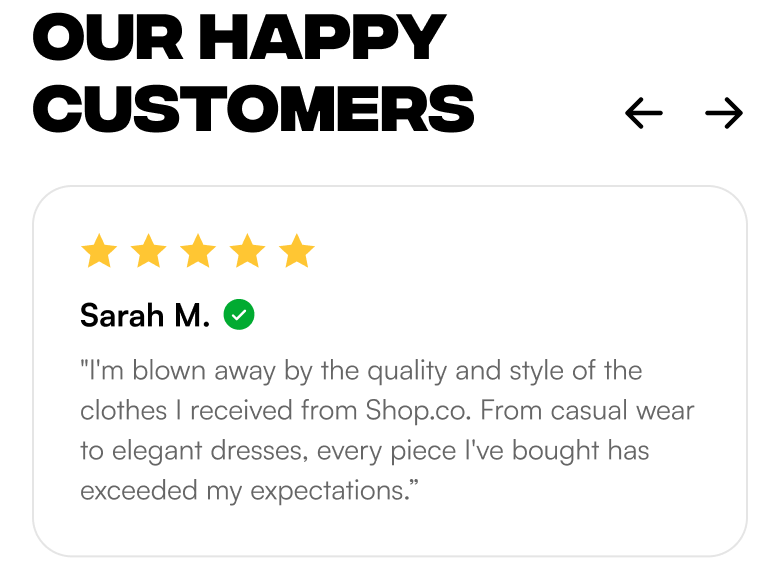 OUR HAPPY
CUSTOMERS
Sarah M.
"I'm blown away by the quality and style of the
clothes I received from Shop.co. From casual wear
to elegant dresses, every piece I've bought has
exceeded my expectations.”